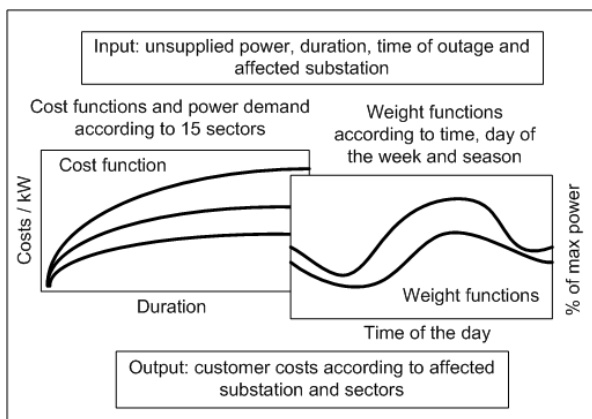 Input: unsupplied power, duration, time of outage and
affected substation
Cost functions and power demand
according to 15 sectors
Weight functions
according to time, day of
the week and season
Cost function
Costs / kW
Duration
Weight functions
% of max power
Time of the day
Output: customer costs according to affected
substation and sectors